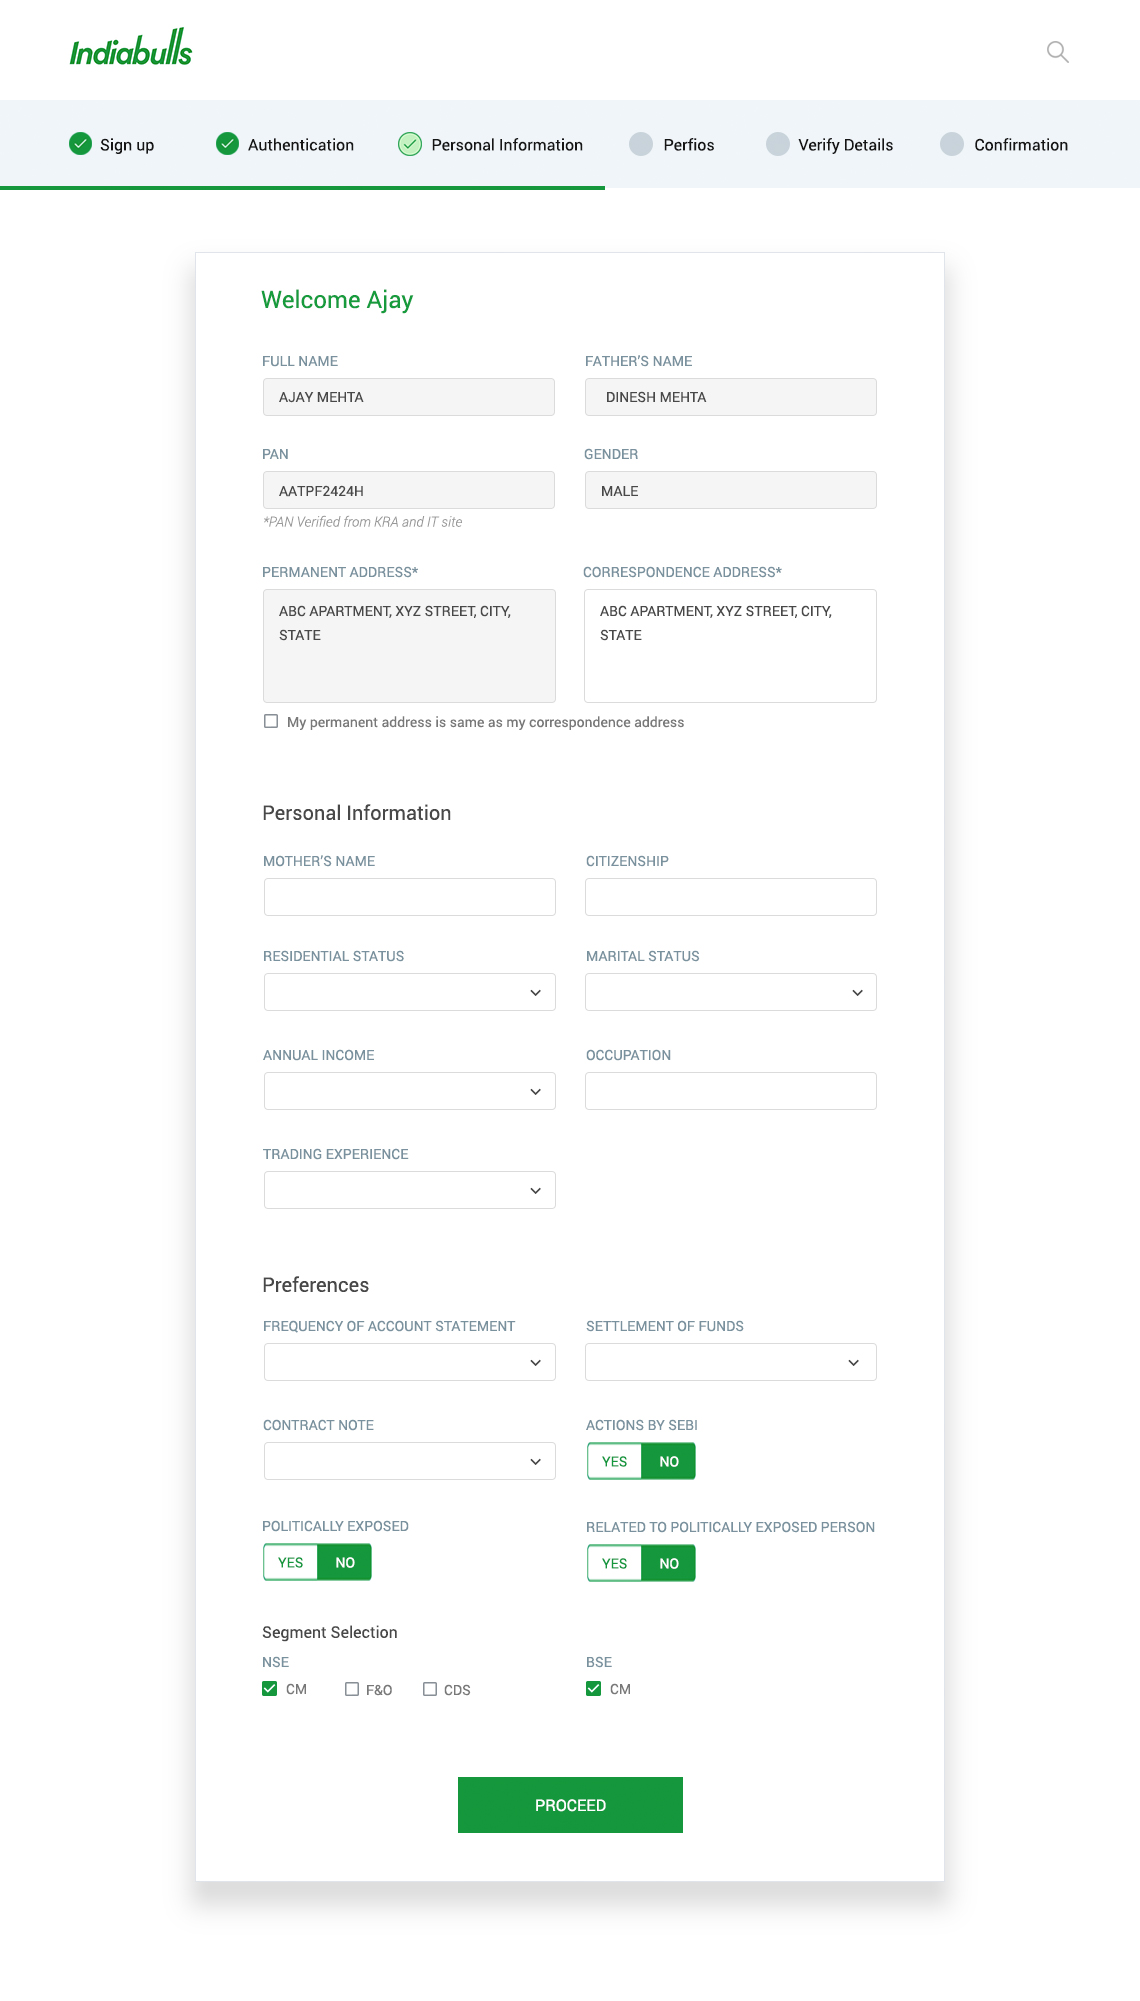 Indiabulls
Sign up
Authentication
Personal Information
Perfios
Verify Details
Confirmation
Welcome Ajay
FULL NAME
FATHER'S NAME
AJAY MEHTA
DINESH MEHTA
PAN
GENDER
AATPF2424H
MALE
*PAN Verified from KRA and IT site
PERMANENT ADDRESS*
CORRESPONDENCE ADDRESS*
ABC APARTMENT, XYZ STREET, CITY,
STATE
ABC APARTMENT, XYZ STREET, CITY,
STATE
My permanent address is same as my correspondence address
Personal Information
MOTHER'S NAME
CITIZENSHIP
RESIDENTIAL STATUS
MARITAL STATUS
ANNUAL INCOME
OCCUPATION
TRADING EXPERIENCE
Preferences
FREQUENCY OF ACCOUNT STATEMENT
SETTLEMENT OF FUNDS
CONTRACT NOTE
ACTIONS BY SEBI
YES NO
POLITICALLY EXPOSED
RELATED TO POLITICALLY EXPOSED PERSON
YES NO
YES NO
Segment Selection
NSE
BSE
CM F&O CDS
CM
PROCEED